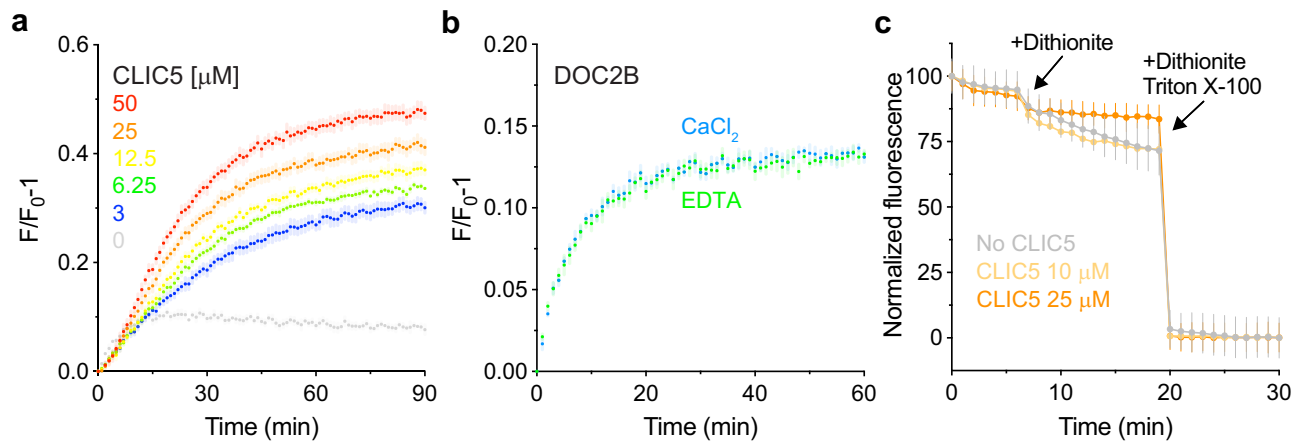 a
0.6
0.4
0.2
0.0
F/F₀-1
CLIC5 [μM]
50
25
12.5
6.25
3
0
0 30 60 90
Time (min)
b
0.20
0.15
0.10
0.05
0.00
F/F₀-1
DOC2B
CaCl₂
EDTA
0 20 40 60
Time (min)
c
100
75
50
25
0
Normalized fluorescence
+Dithionite
+Dithionite
Triton X-100
No CLIC5
CLIC5 10 μM
CLIC5 25 μM
0 10 20 30
Time (min)